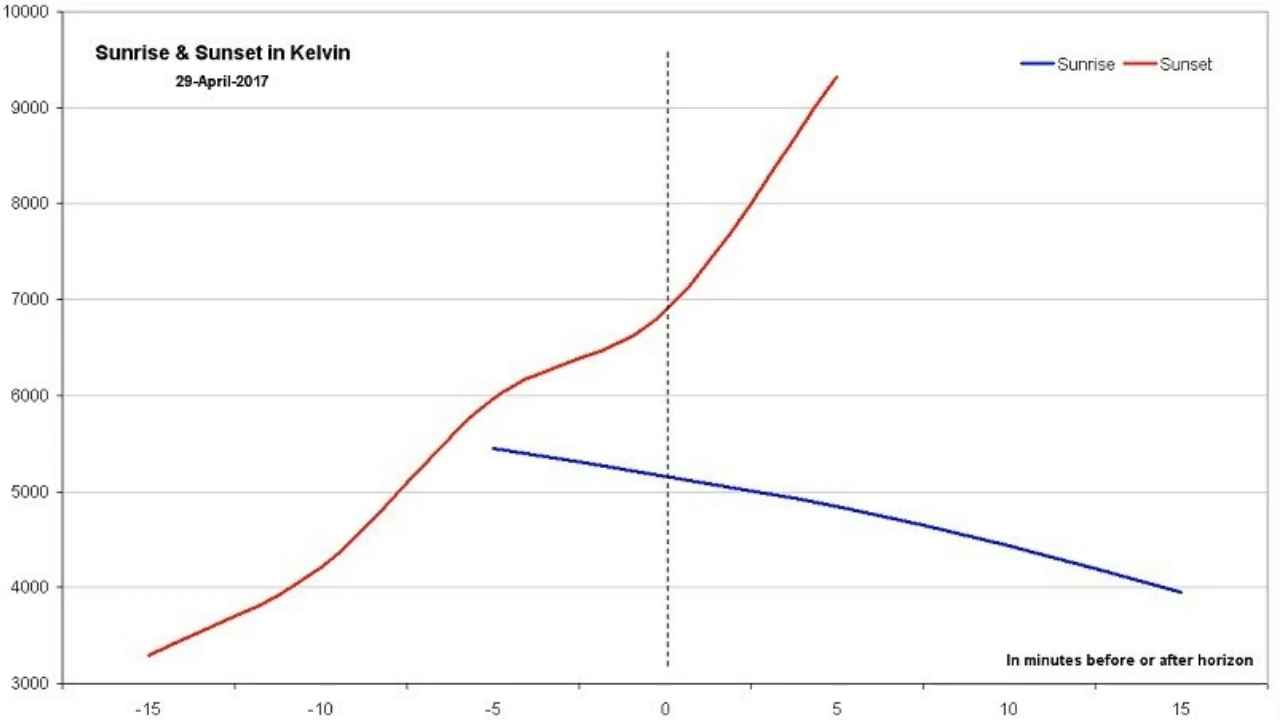 10000
Sunrise & Sunset in Kelvin
29-April-2017
Sunrise Sunset
9000
8000
7000
6000
5000
4000
In minutes before or after horizon
3000
-15 -10 -5 0 5 10 15